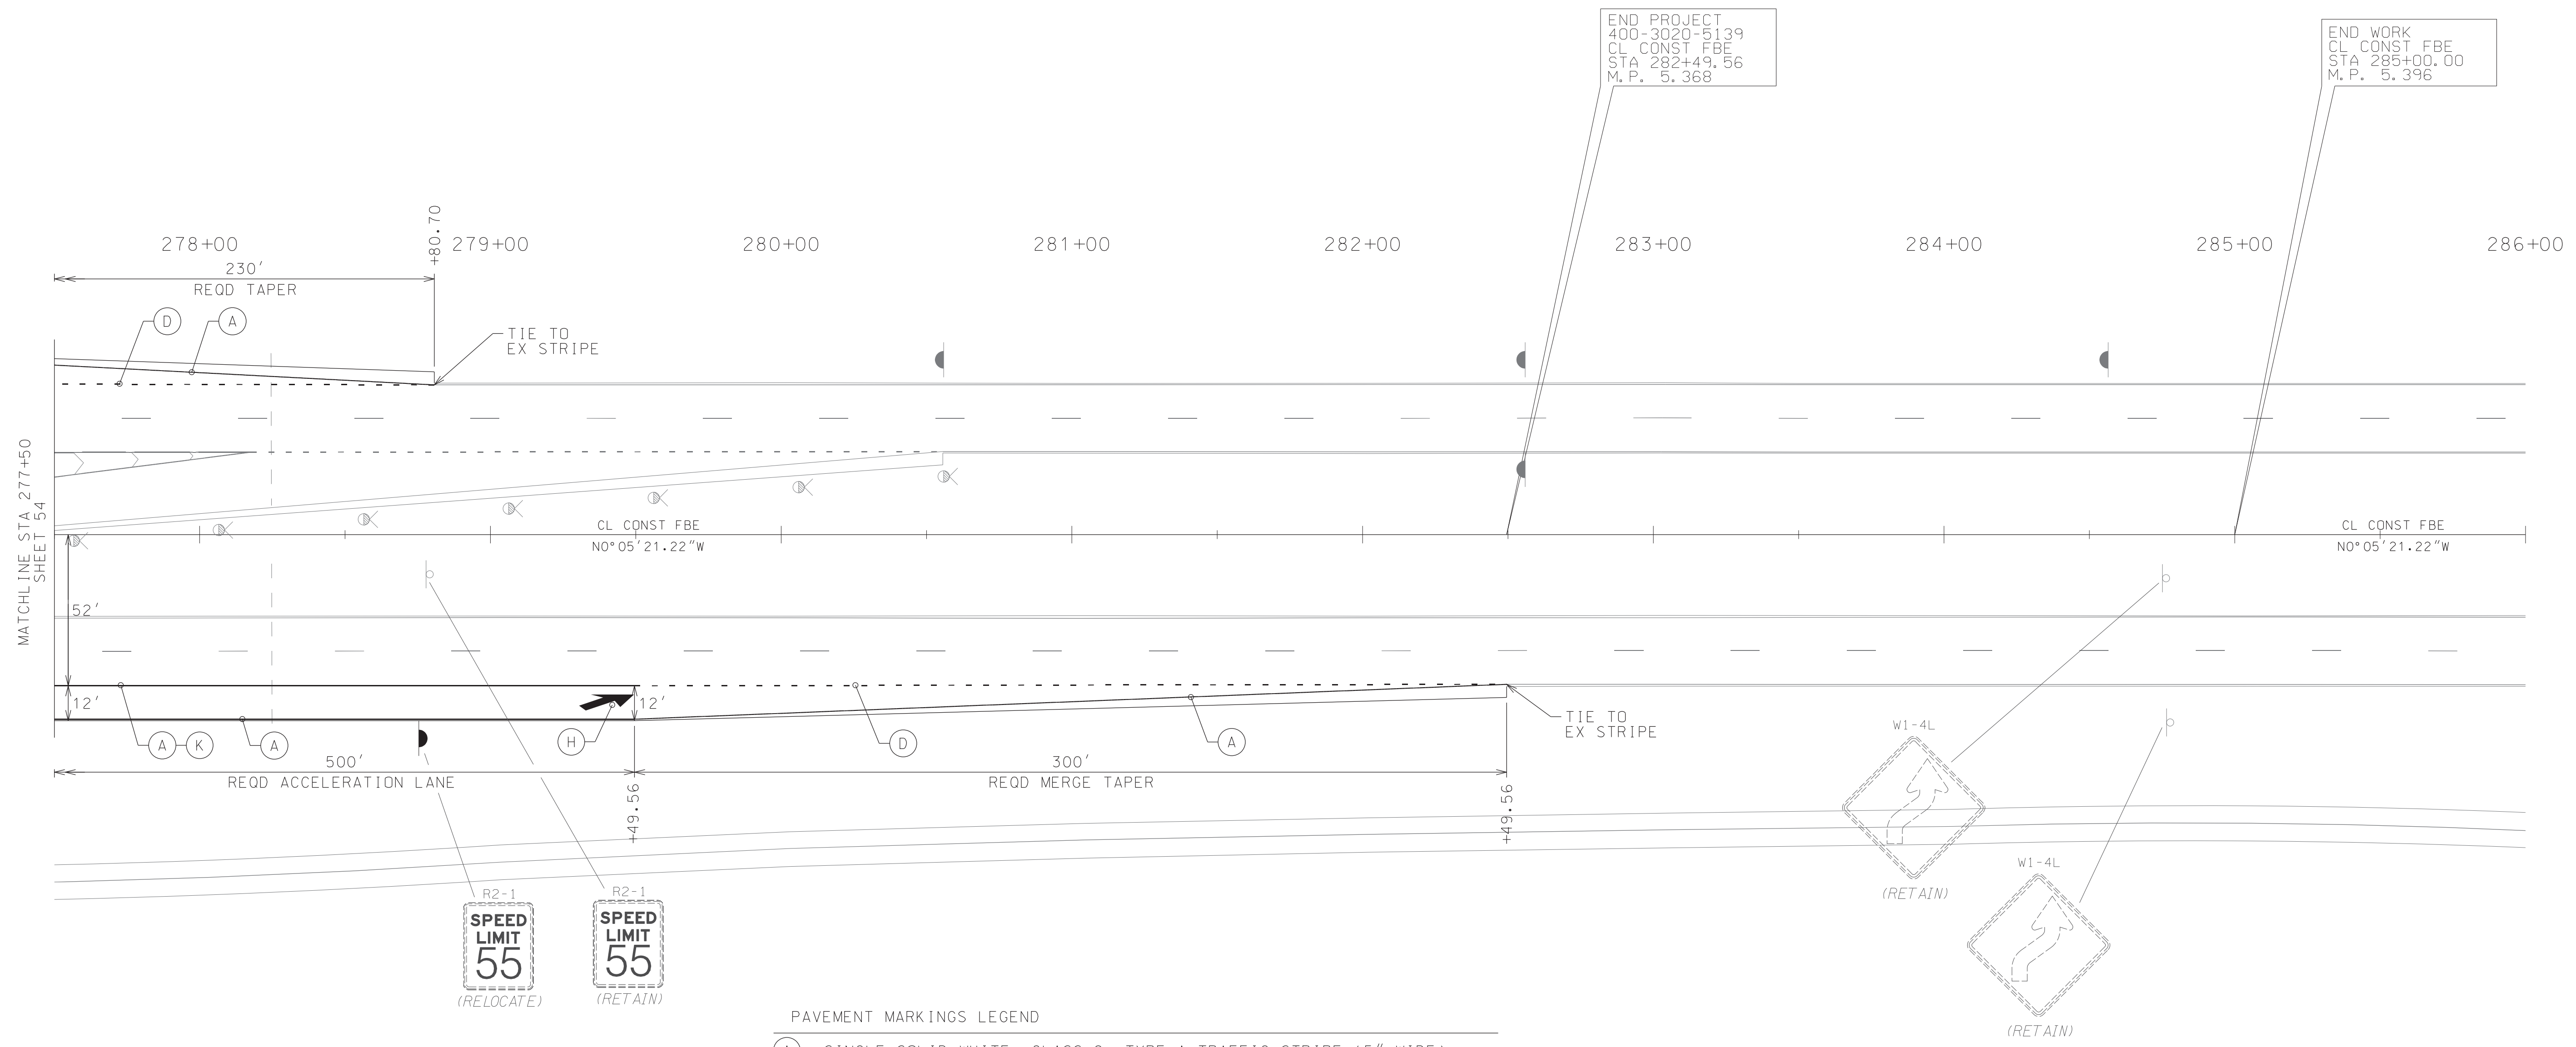 END PROJECT
400-3020-5139
CL CONST FBE
STA 282+49.56
M.P. 5.368
END WORK
CL CONST FBE
STA 285+00.00
M.P. 5.396
278+00
+80.70
279+00
280+00
281+00
282+00
283+00
284+00
285+00
286+00
230'
REQD TAPER
D
A
TIE TO
EX STRIPE
MATCHLINE STA 277+50
SHEET 54
CL CONST FBE
N0°05'21.22"W
CL CONST FBE
N0°05'21.22"W
52'
12'
12'
A
K
A
H
D
A
TIE TO
EX STRIPE
500'
REQD ACCELERATION LANE
300'
REQD MERGE TAPER
+49.56
+49.56
W1-4L
(RETAIN)
W1-4L
(RETAIN)
R2-1
SPEED
LIMIT
55
(RELOCATE)
R2-1
SPEED
LIMIT
55
(RETAIN)
PAVEMENT MARKINGS LEGEND